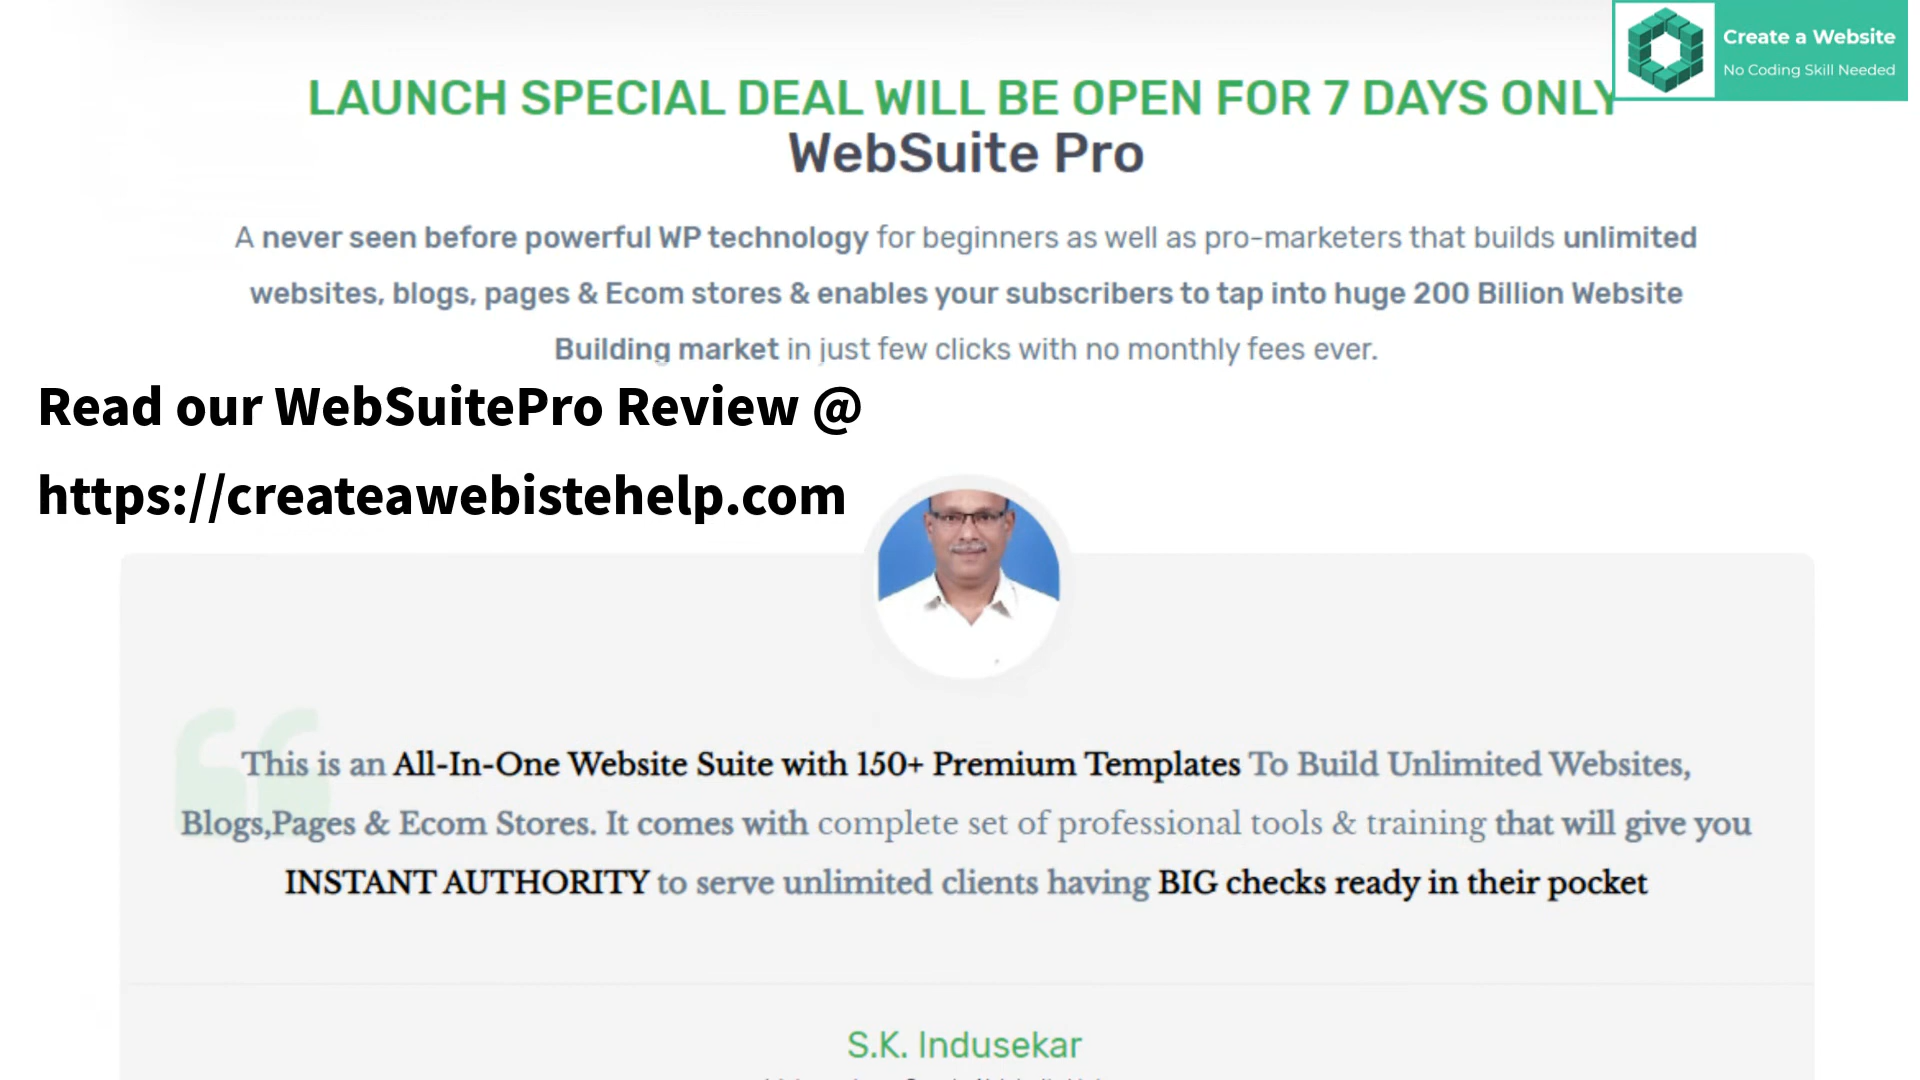 Create a Website
No Coding Skill Needed
LAUNCH SPECIAL DEAL WILL BE OPEN FOR 7 DAYS ONLY
WebSuite Pro
A never seen before powerful WP technology for beginners as well as pro-marketers that builds unlimited
websites, blogs, pages & Ecom stores & enables your subscribers to tap into huge 200 Billion Website
Building market in just few clicks with no monthly fees ever.
Read our WebSuitePro Review @
https://createawebistehelp.com
This is an All-In-One Website Suite with 150+ Premium Templates To Build Unlimited Websites,
Blogs,Pages & Ecom Stores. It comes with complete set of professional tools & training that will give you
INSTANT AUTHORITY to serve unlimited clients having BIG checks ready in their pocket
S.K. Indusekar